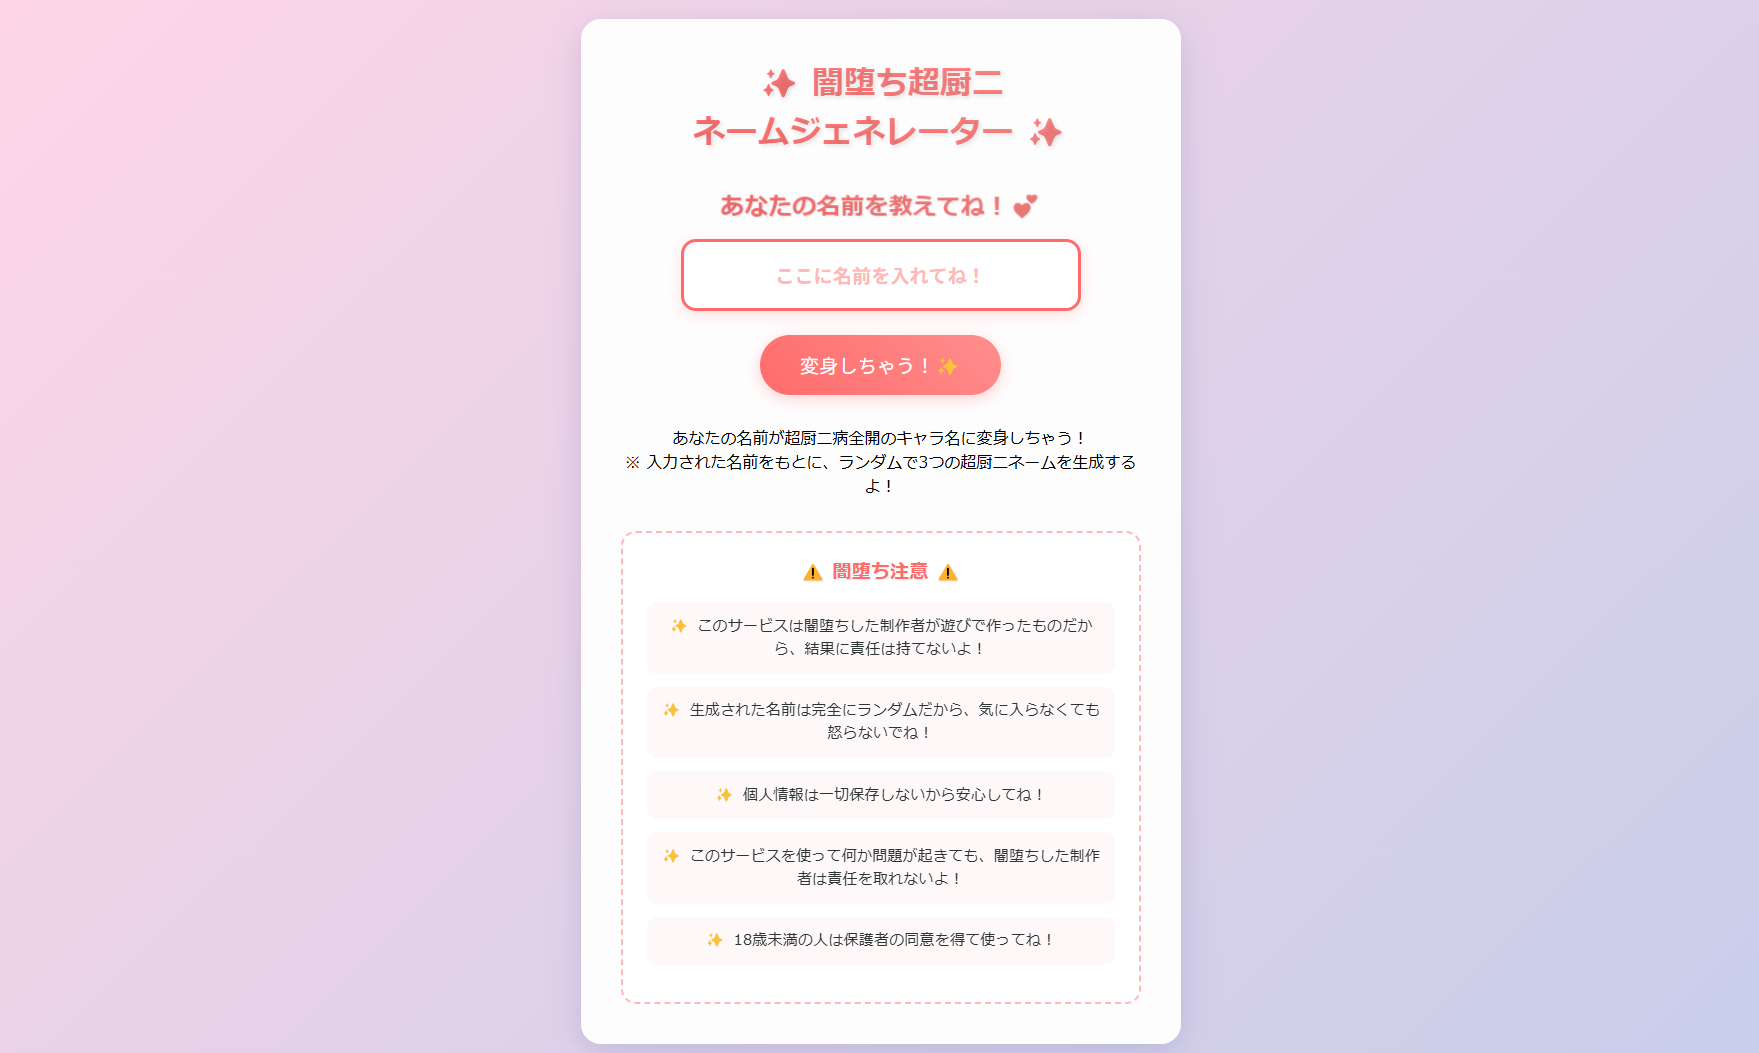 ✨ 闇堕ち超厨二
ネームジェネレーター ✨
あなたの名前を教えてね！💕
ここに名前を入れてね！
変身しちゃう！✨
あなたの名前が超厨二病全開のキャラ名に変身しちゃう！
※ 入力された名前をもとに、ランダムで3つの超厨二ネームを生成する
よ！
⚠️ 闇堕ち注意 ⚠️
✨ このサービスは闇堕ちした制作者が遊びで作ったものだか
ら、結果に責任は持てないよ！
✨ 生成された名前は完全にランダムだから、気に入らなくても
怒らないでね！
✨ 個人情報は一切保存しないから安心してね！
✨ このサービスを使って何か問題が起きても、闇堕ちした制作
者は責任を取れないよ！
✨ 18歳未満の人は保護者の同意を得て使ってね！